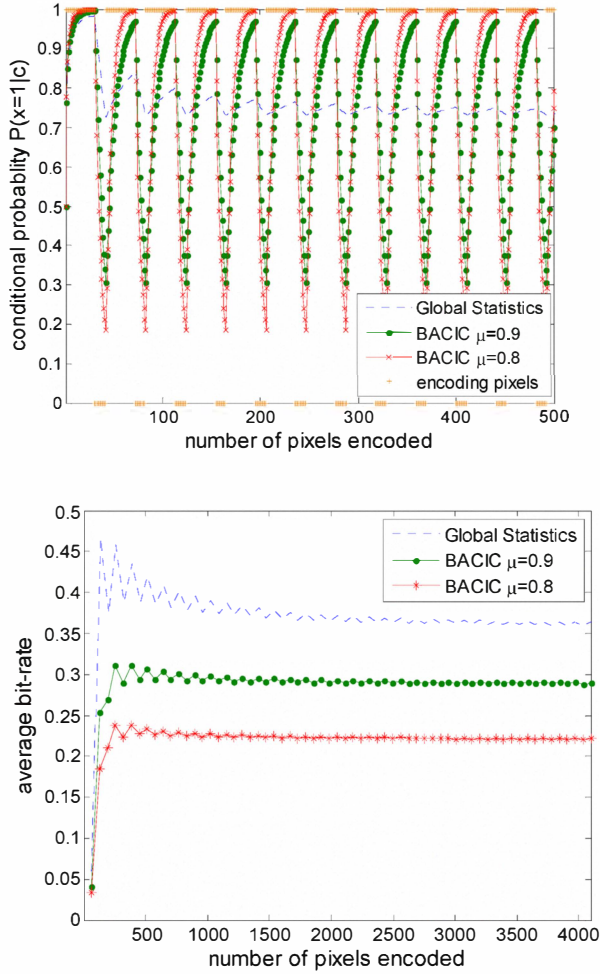 1
0.9
0.8
0.7
0.6
0.5
0.4
0.3
0.2
0.1
0
conditional probablity P(x=1|c)
Global Statistics
BACIC μ=0.9
BACIC μ=0.8
encoding pixels
0 100 200 300 400 500
number of pixels encoded
0.5
0.45
0.4
0.35
0.3
0.25
0.2
0.15
0.1
0.05
0
average bit-rate
Global Statistics
BACIC μ=0.9
BACIC μ=0.8
500 1000 1500 2000 2500 3000 3500 4000
number of pixels encoded